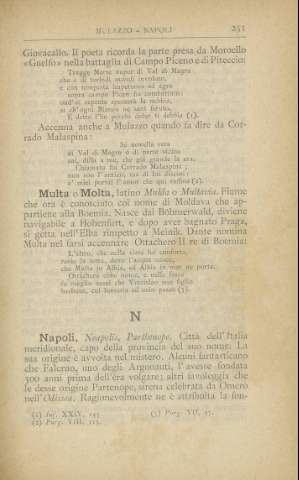 IL LAZIO - NAPOLI 251
Giovacallo. Il poeta ricorda la parte presa da Moroello
«Guelfo» nella battaglia di Campo Piceno e di Piteccio:
Tragge Marte vapor di Val di Magra
che è di torbidi nuvoli involuto,
e con tempesta impetuosa ed agra
sopra campo Picen fia combattuto:
ond'ei repente spezzerà la nebbia,
sì ch'ogni Bianco ne sarà feruto.
E detto l'ho perchè doler ti debbia (1).
Accenna anche a Mulazzo quando fa dire da Cor-
rado Malaspina:
Se novella vera
di Val di Magra o di parte vicina
sai, dilla a me, che già grande là era.
Chiamato fui Corrado Malaspina;
non son l'antico, ma di lui discesi:
a' miei portai l'amor che qui raffina (2).
Multa o Molta, latino Multa o Multavia. Fiume
che ora è conosciuto col nome di Moldava che ap-
partiene alla Boemia. Nasce dal Böhmerwald, diviene
navigabile a Hohenfurt, e dopo aver bagnato Praga,
si getta nell'Elba rimpetto a Melnik. Dante nomina
Multa nel farsi accennare Ottachero II re di Boemia:
L'altro, che nella vista lui conforta,
resse la terra, dove l'acqua nasce,
che Molta in Albia, ed Albia in mar ne porta.
Ottachero ebbe nome, e nelle fasce
fu meglio assai che Vincislao suo figlio
barbuto, cui lussuria ed ozio pasce (3).
N
Napoli, Neapolis, Parthenope. Città dell'Italia
meridionale, capo della provincia del suo nome. La
sua origine è avvolta nel mistero. Alcuni fantasticano
che Falerno, uno degli Argonauti, l'avesse fondata
300 anni prima dell'èra volgare; altri favoleggia che
le desse origine Partenope, sirena celebrata da Omero
nell'Odissea. Ragionevolmente ne è attribuita la fon-
(1) Inf. XXIV, 145
(2) Purg. VIII, 115.
(3) Purg. VII, 97.